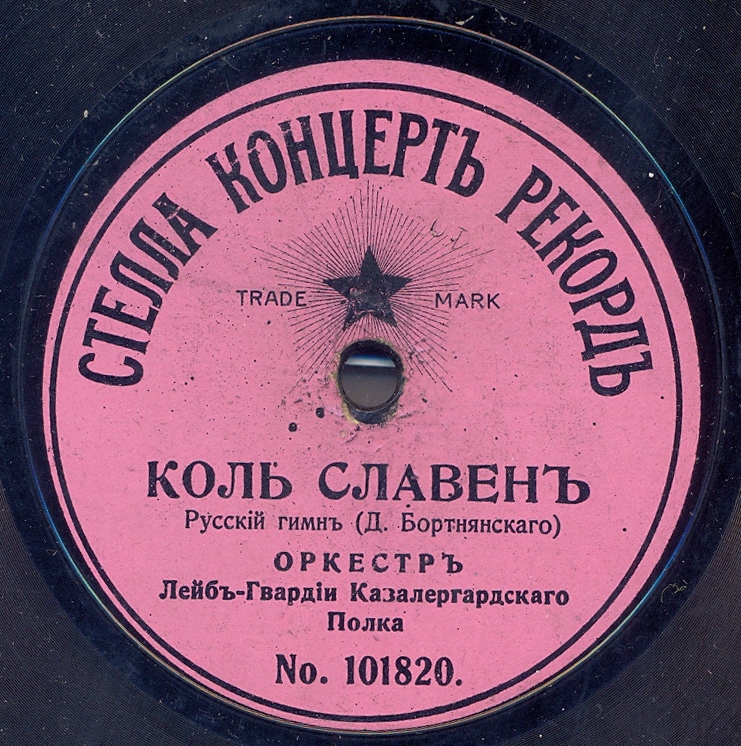 СТЕЛЛА КОНЦЕРТЪ РЕКОРДЪ
TRADE MARK
КОЛЬ СЛАВЕНЪ
Русскій гимнъ (Д. Бортнянскаго)
ОРКЕСТРЪ
Лейбъ-Гвардіи Казалергардскаго
Полка
No. 101820.